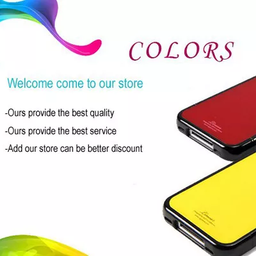 COLORS
Welcome come to our store
-Ours provide the best quality
-Ours provide the best service
-Add our store can be better discount